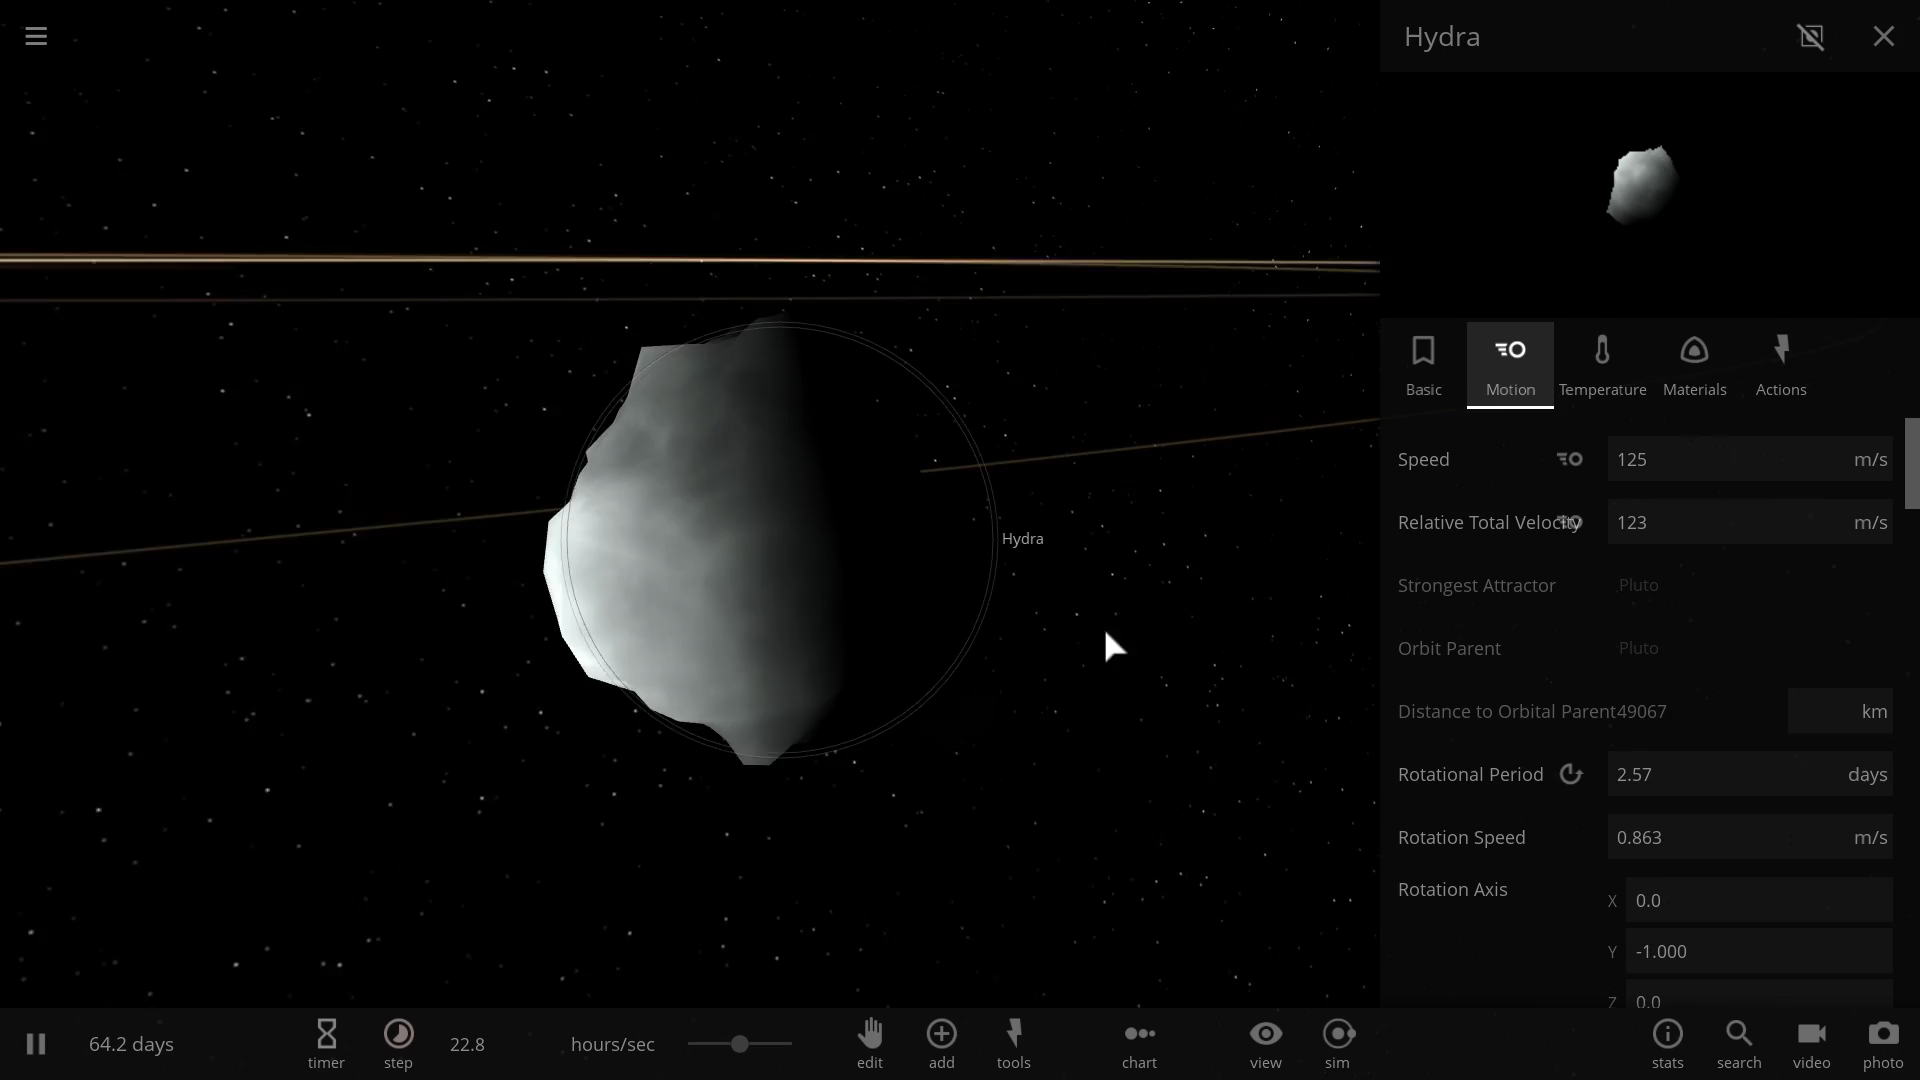 Hydra
Basic
Motion
Temperature
Materials
Actions
Speed 125 m/s
Relative Total Velocity 123 m/s
Strongest Attractor Pluto
Orbit Parent Pluto
Hydra
Distance to Orbital Parent 49067 km
Rotational Period 2.57 days
Rotation Speed 0.863 m/s
Rotation Axis
X 0.0
Y -1.000
Z 0.0
64.2 days
timer
step
22.8 hours/sec
edit
add
tools
chart
view
sim
stats
search
video
photo